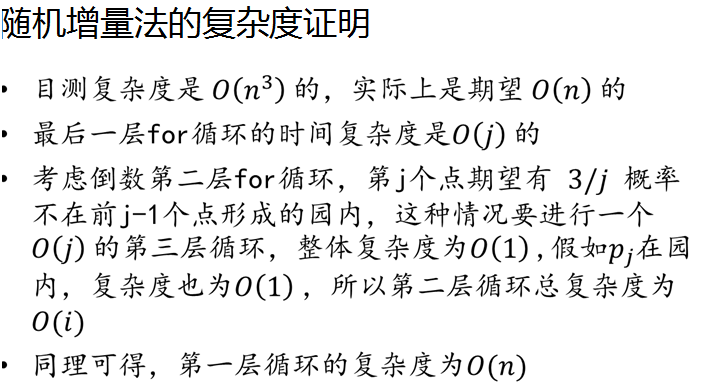 随机增量法的复杂度证明
• 目测复杂度是 O(n³) 的，实际上是期望 O(n) 的
• 最后一层for循环的时间复杂度是O(j) 的
• 考虑倒数第二层for循环，第j个点期望有 3/j 概率
不在前j-1个点形成的园内，这种情况要进行一个
O(j) 的第三层循环，整体复杂度为O(1) ,假如pⱼ在园
内，复杂度也为O(1) ，所以第二层循环总复杂度为
O(i)
• 同理可得，第一层循环的复杂度为O(n)